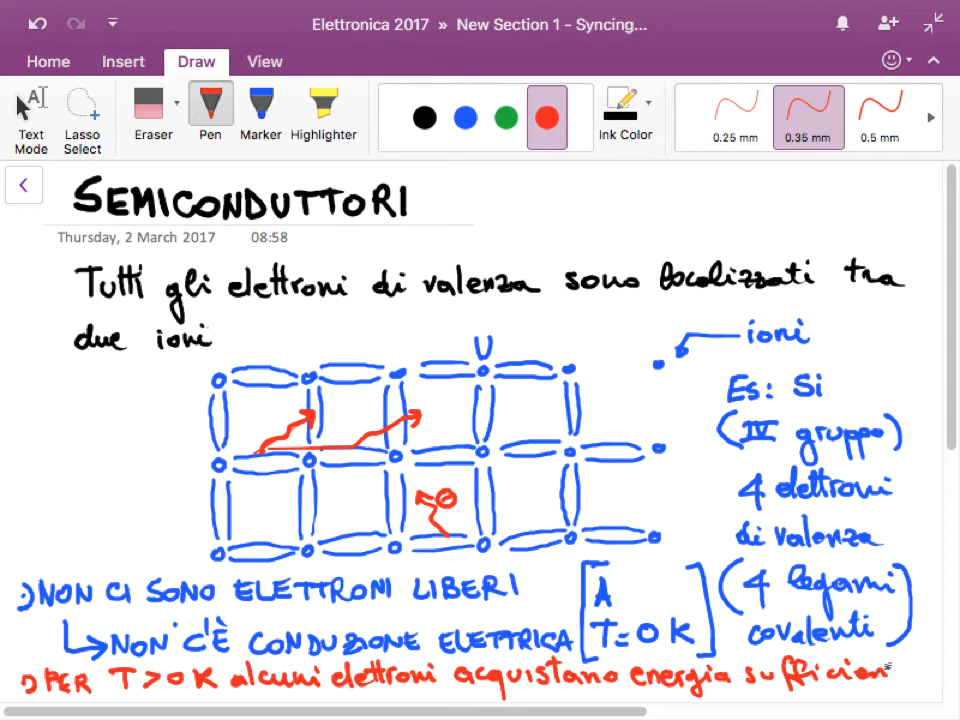 Elettronica 2017 » New Section 1 - Syncing...
Home Insert Draw View
Text Mode
Lasso Select
Eraser
Pen
Marker
Highlighter
Ink Color
0.25 mm
0.35 mm
0.5 mm
SEMICONDUTTORI
Thursday, 2 March 2017 08:58
Tutti gli elettroni di valenza sono localizzati tra
due ioni
ioni
Es: Si
(IV gruppo)
4 elettroni
di valenza
(4 legami
covalenti)
:) NON CI SONO ELETTRONI LIBERI
↳ NON C'È CONDUZIONE ELETTRICA
[A
T=0 K]
:) PER T>0K alcuni elettroni acquistano energia sufficien